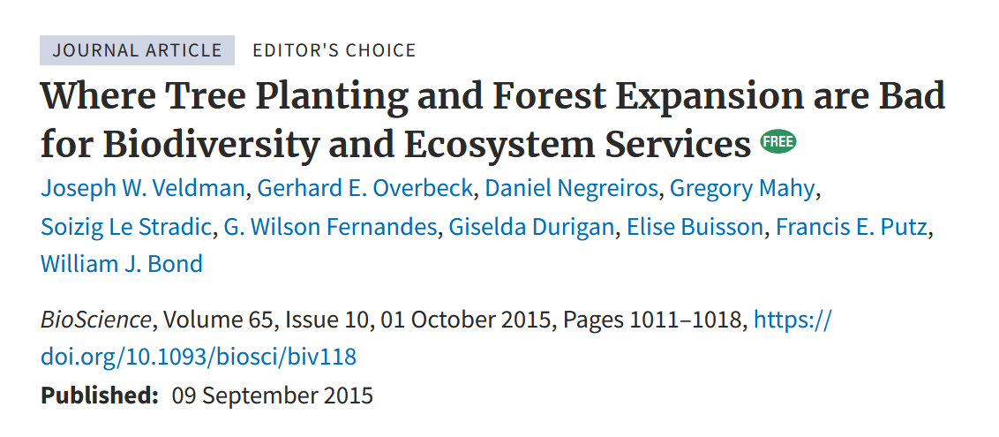 JOURNAL ARTICLE EDITOR'S CHOICE
Where Tree Planting and Forest Expansion are Bad
for Biodiversity and Ecosystem Services FREE
Joseph W. Veldman, Gerhard E. Overbeck, Daniel Negreiros, Gregory Mahy,
Soizig Le Stradic, G. Wilson Fernandes, Giselda Durigan, Elise Buisson, Francis E. Putz,
William J. Bond
BioScience, Volume 65, Issue 10, 01 October 2015, Pages 1011–1018, https://
doi.org/10.1093/biosci/biv118
Published: 09 September 2015